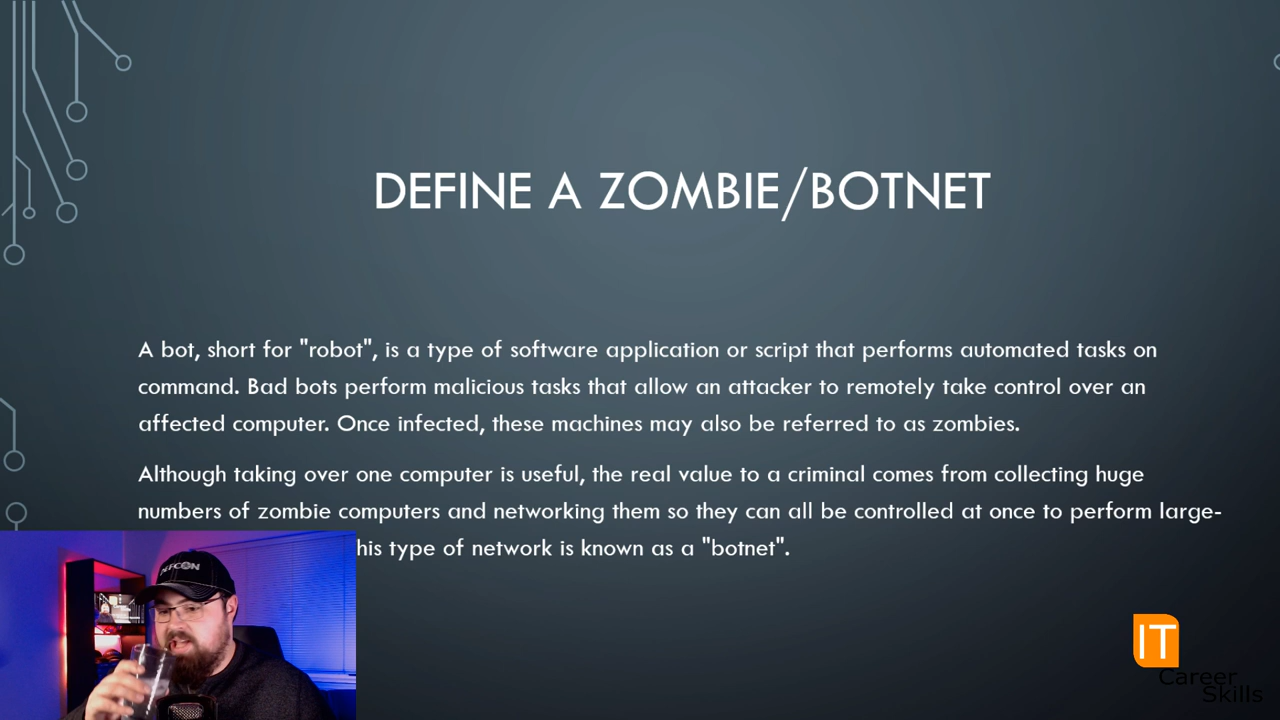 DEFINE A ZOMBIE/BOTNET
A bot, short for "robot", is a type of software application or script that performs automated tasks on
command. Bad bots perform malicious tasks that allow an attacker to remotely take control over an
affected computer. Once infected, these machines may also be referred to as zombies.
Although taking over one computer is useful, the real value to a criminal comes from collecting huge
numbers of zombie computers and networking them so they can all be controlled at once to perform large-
his type of network is known as a "botnet".
DEFCON
IT
Career
Skills